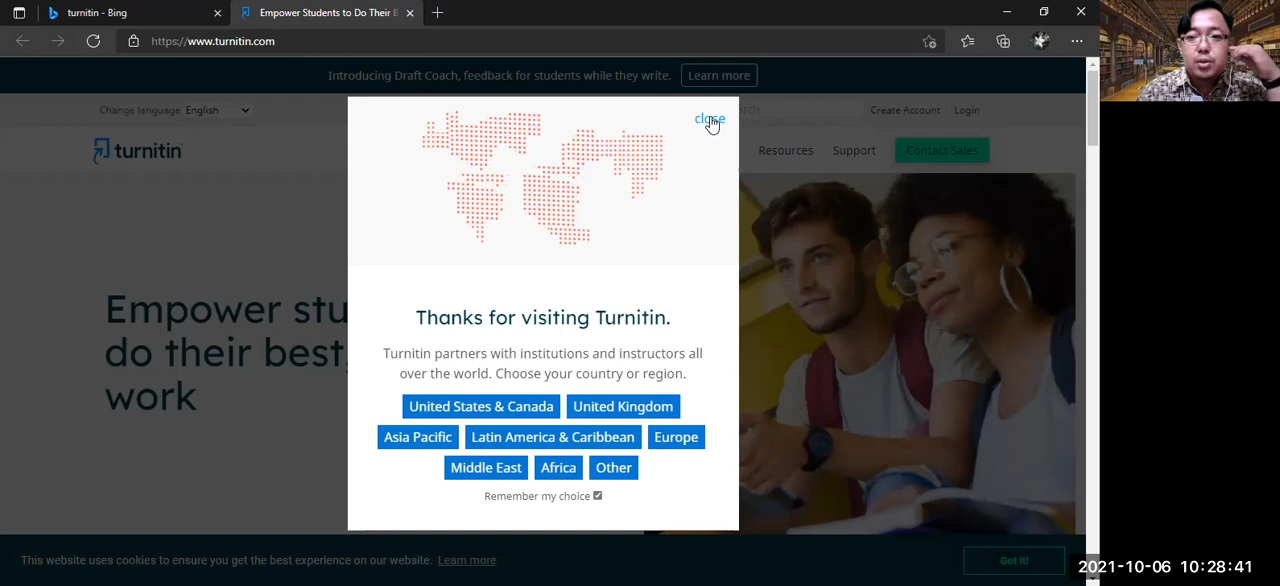 turnitin - Bing
Empower Students to Do Their B
https://www.turnitin.com
Introducing Draft Coach, feedback for students while they write. Learn more
Change language English
Create Account Login
close
turnitin
Resources Support Contact Sales
Empower stu
do their best,
work
Thanks for visiting Turnitin.
Turnitin partners with institutions and instructors all
over the world. Choose your country or region.
United States & Canada United Kingdom
Asia Pacific Latin America & Caribbean Europe
Middle East Africa Other
Remember my choice
This website uses cookies to ensure you get the best experience on our website. Learn more
Got it!
2021-10-06 10:28:41